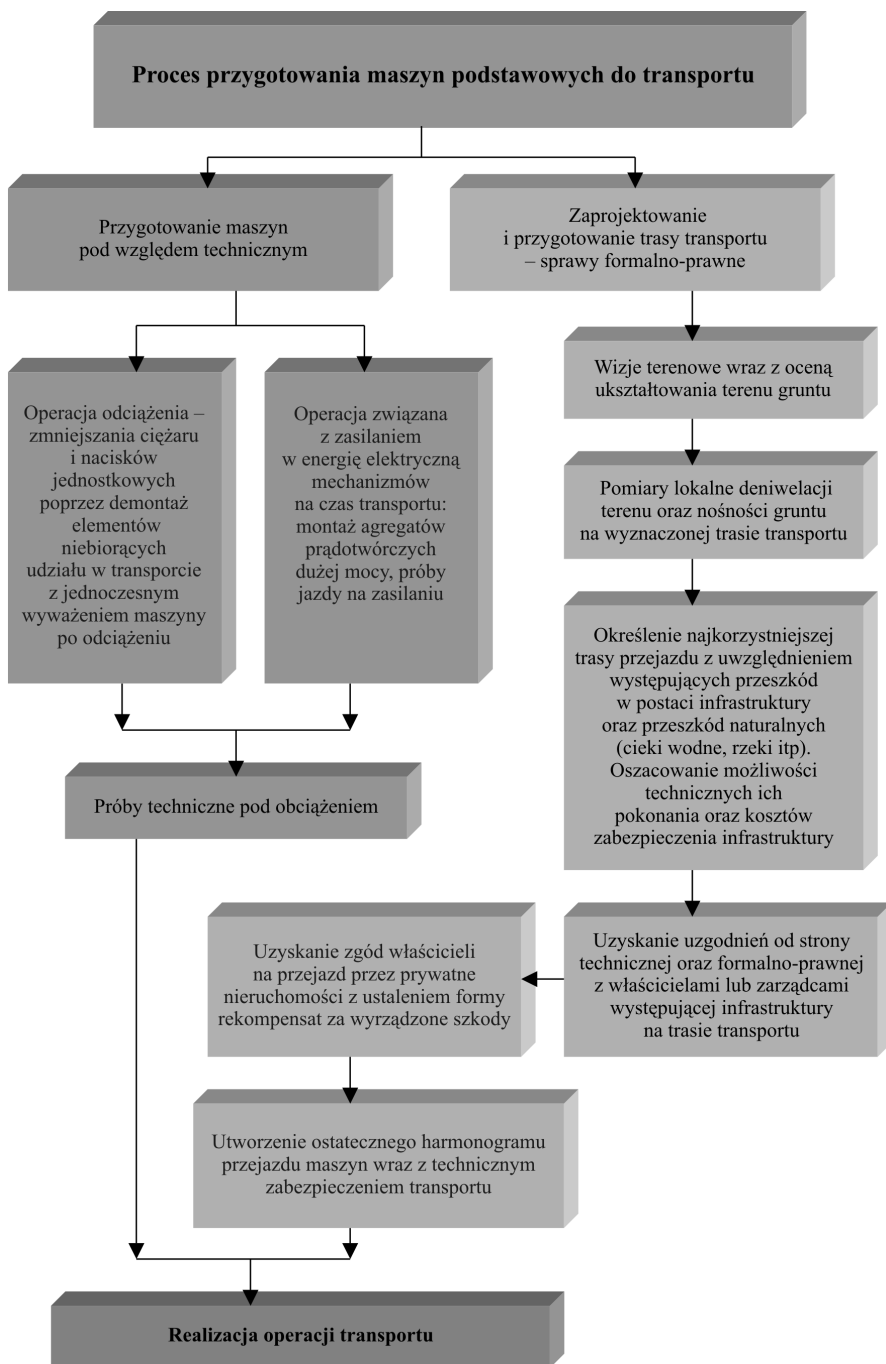 Proces przygotowania maszyn podstawowych do transportu
Przygotowanie maszyn
pod względem technicznym
Zaprojektowanie
i przygotowanie trasy transportu
– sprawy formalno-prawne
Operacja odciążenia –
zmniejszania ciężaru
i nacisków
jednostkowych
poprzez demontaż
elementów
niebiorących
udziału w transporcie
z jednoczesnym
wyważeniem maszyny
po odciążeniu
Operacja związana
z zasilaniem
w energię elektryczną
mechanizmów
na czas transportu:
montaż agregatów
prądotwórczych
dużej mocy, próby
jazdy na zasilaniu
Wizje terenowe wraz z oceną
ukształtowania terenu gruntu
Pomiary lokalne deniwelacji
terenu oraz nośności gruntu
na wyznaczonej trasie transportu
Określenie najkorzystniejszej
trasy przejazdu z uwzględnieniem
występujących przeszkód
w postaci infrastruktury
oraz przeszkód naturalnych
(cieki wodne, rzeki itp).
Oszacowanie możliwości
technicznych ich
pokonania oraz kosztów
zabezpieczenia infrastruktury
Próby techniczne pod obciążeniem
Uzyskanie uzgodnień od strony
technicznej oraz formalno-prawnej
z właścicielami lub zarządcami
występującej infrastruktury
na trasie transportu
Uzyskanie zgód właścicieli
na przejazd przez prywatne
nieruchomości z ustaleniem formy
rekompensat za wyrządzone szkody
Utworzenie ostatecznego harmonogramu
przejazdu maszyn wraz z technicznym
zabezpieczeniem transportu
Realizacja operacji transportu